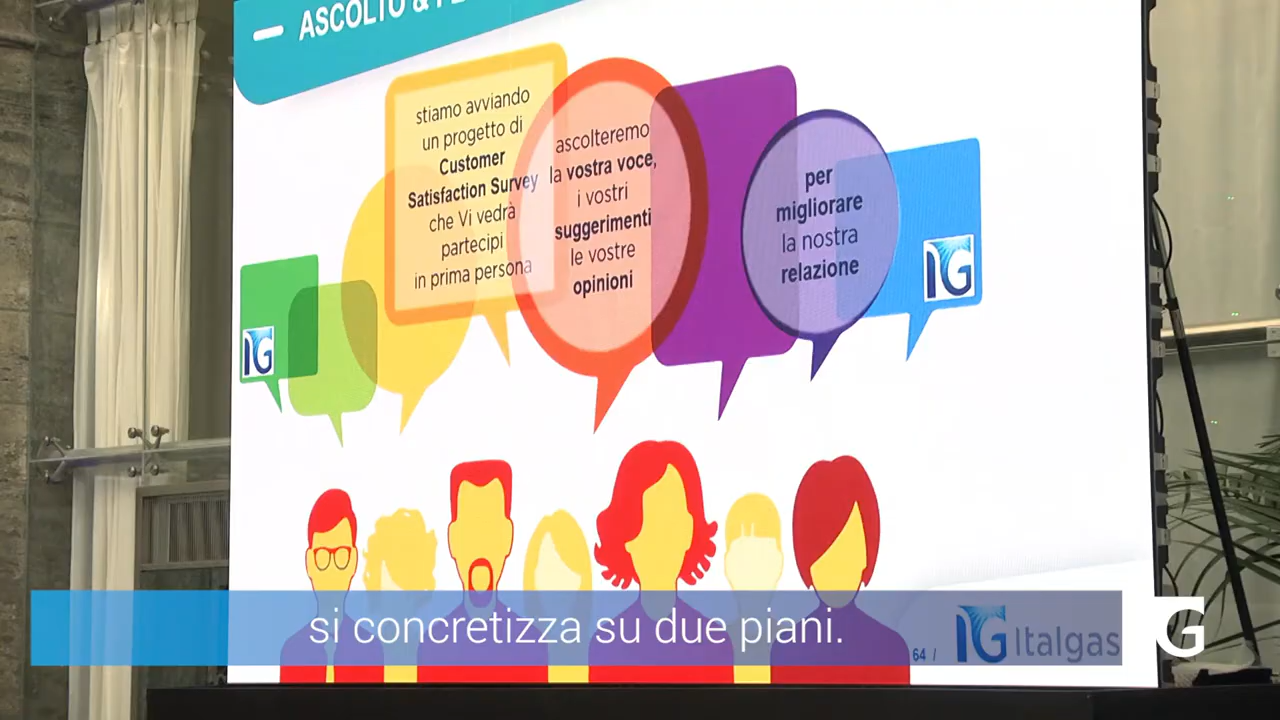 ASCOLTO &
stiamo avviando
un progetto di
Customer
Satisfaction Survey
che Vi vedrà
partecipi
in prima persona
ascolteremo
la vostra voce,
i vostri
suggerimenti
le vostre
opinioni
per
migliorare
la nostra
relazione
IG
IG
si concretizza su due piani.
64 /
IG Italgas
IG